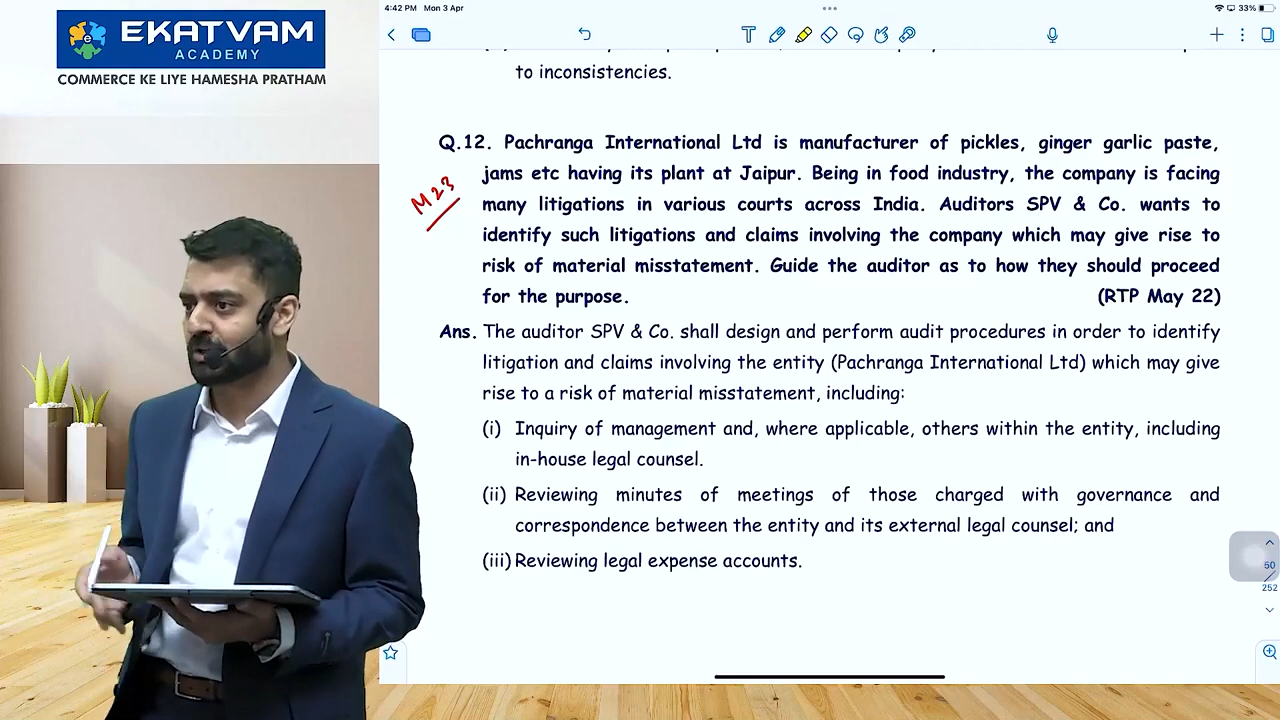 EKATVAM
ACADEMY
COMMERCE KE LIYE HAMESHA PRATHAM
4:42 PM Mon 3 Apr
33%
to inconsistencies.
Q.12. Pachranga International Ltd is manufacturer of pickles, ginger garlic paste,
jams etc having its plant at Jaipur. Being in food industry, the company is facing
M23
many litigations in various courts across India. Auditors SPV & Co. wants to
identify such litigations and claims involving the company which may give rise to
risk of material misstatement. Guide the auditor as to how they should proceed
for the purpose. (RTP May 22)
Ans. The auditor SPV & Co. shall design and perform audit procedures in order to identify
litigation and claims involving the entity (Pachranga International Ltd) which may give
rise to a risk of material misstatement, including:
(i) Inquiry of management and, where applicable, others within the entity, including
in-house legal counsel.
(ii) Reviewing minutes of meetings of those charged with governance and
correspondence between the entity and its external legal counsel; and
(iii) Reviewing legal expense accounts.
50
252